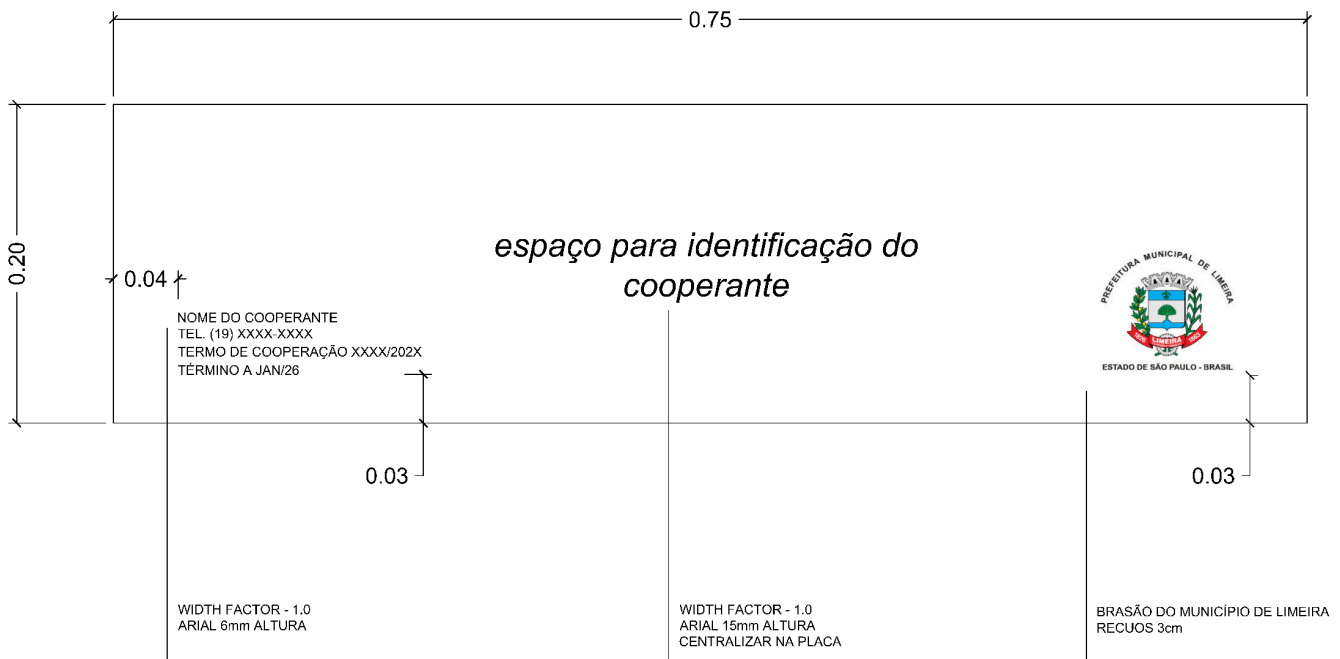 0.75
0.20
espaço para identificação do
cooperante
0.04
NOME DO COOPERANTE
TEL. (19) XXXX-XXXX
TERMO DE COOPERAÇÃO XXXX/202X
TÉRMINO A JAN/26
PREFEITURA MUNICIPAL DE LIMEIRA
1826 LIMEIRA 1863
ESTADO DE SÃO PAULO - BRASIL
0.03
0.03
WIDTH FACTOR - 1.0
ARIAL 6mm ALTURA
WIDTH FACTOR - 1.0
ARIAL 15mm ALTURA
CENTRALIZAR NA PLACA
BRASÃO DO MUNICÍPIO DE LIMEIRA
RECUOS 3cm